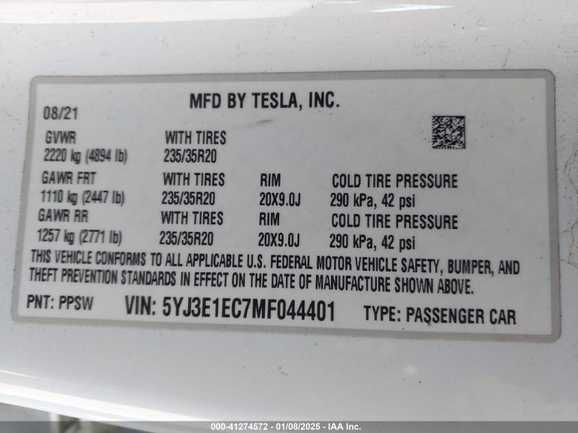 MFD BY TESLA, INC.
08/21
GVWR WITH TIRES
2220 kg (4894 lb) 235/35R20
GAWR FRT WITH TIRES RIM COLD TIRE PRESSURE
1110 kg (2447 lb) 235/35R20 20X9.0J 290 kPa, 42 psi
GAWR RR WITH TIRES RIM COLD TIRE PRESSURE
1257 kg (2771 lb) 235/35R20 20X9.0J 290 kPa, 42 psi
THIS VEHICLE CONFORMS TO ALL APPLICABLE U.S. FEDERAL MOTOR VEHICLE SAFETY, BUMPER, AND
THEFT PREVENTION STANDARDS IN EFFECT ON THE DATE OF MANUFACTURE SHOWN ABOVE.
PNT: PPSW VIN: 5YJ3E1EC7MF044401 TYPE: PASSENGER CAR
000-41274572 - 01/08/2025 - IAA Inc.